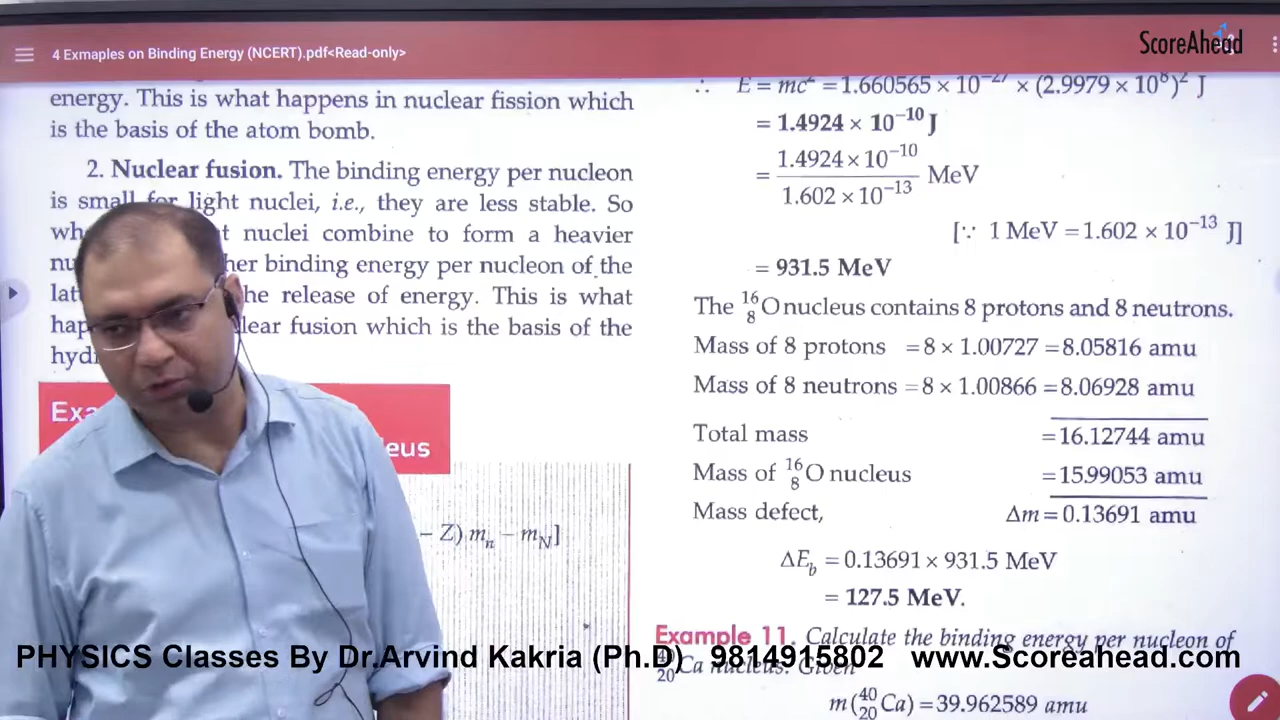 4 Exmaples on Binding Energy (NCERT).pdf<Read-only>
ScoreAhead
energy. This is what happens in nuclear fission which
is the basis of the atom bomb.
2. Nuclear fusion. The binding energy per nucleon
is small for light nuclei, i.e., they are less stable. So
nuclei combine to form a heavier
binding energy per nucleon of the
the release of energy. This is what
fusion which is the basis of the
− Z) mₙ − m_N]
∴ E = mc² = 1.660565 × 10⁻²⁷ × (2.9979 × 10⁸)² J
= 1.4924 × 10⁻¹⁰ J
= 1.4924 × 10⁻¹⁰ / 1.602 × 10⁻¹³ MeV
[∵ 1 MeV = 1.602 × 10⁻¹³ J]
= 931.5 MeV
The ¹⁶₈O nucleus contains 8 protons and 8 neutrons.
Mass of 8 protons = 8 × 1.00727 = 8.05816 amu
Mass of 8 neutrons = 8 × 1.00866 = 8.06928 amu
Total mass = 16.12744 amu
Mass of ¹⁶₈O nucleus = 15.99053 amu
Mass defect, Δm = 0.13691 amu
ΔE_b = 0.13691 × 931.5 MeV
= 127.5 MeV.
Example 11. Calculate the binding energy per nucleon of
⁴⁰₂₀Ca nucleus. Given
m(⁴⁰₂₀Ca) = 39.962589 amu
PHYSICS Classes By Dr.Arvind Kakria (Ph.D) 9814915802 www.Scoreahead.com